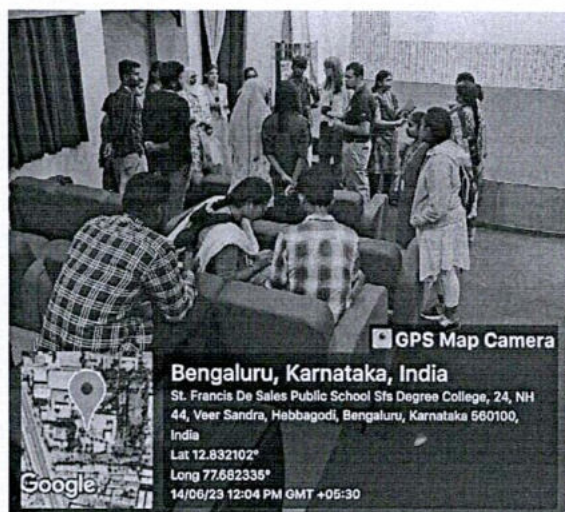 GPS Map Camera
Bengaluru, Karnataka, India
St. Francis De Sales Public School Sfs Degree College, 24, NH
44, Veer Sandra, Hebbagodi, Bengaluru, Karnataka 560100,
India
Lat 12.832102°
Long 77.682335°
14/06/23 12:04 PM GMT +05:30
Google